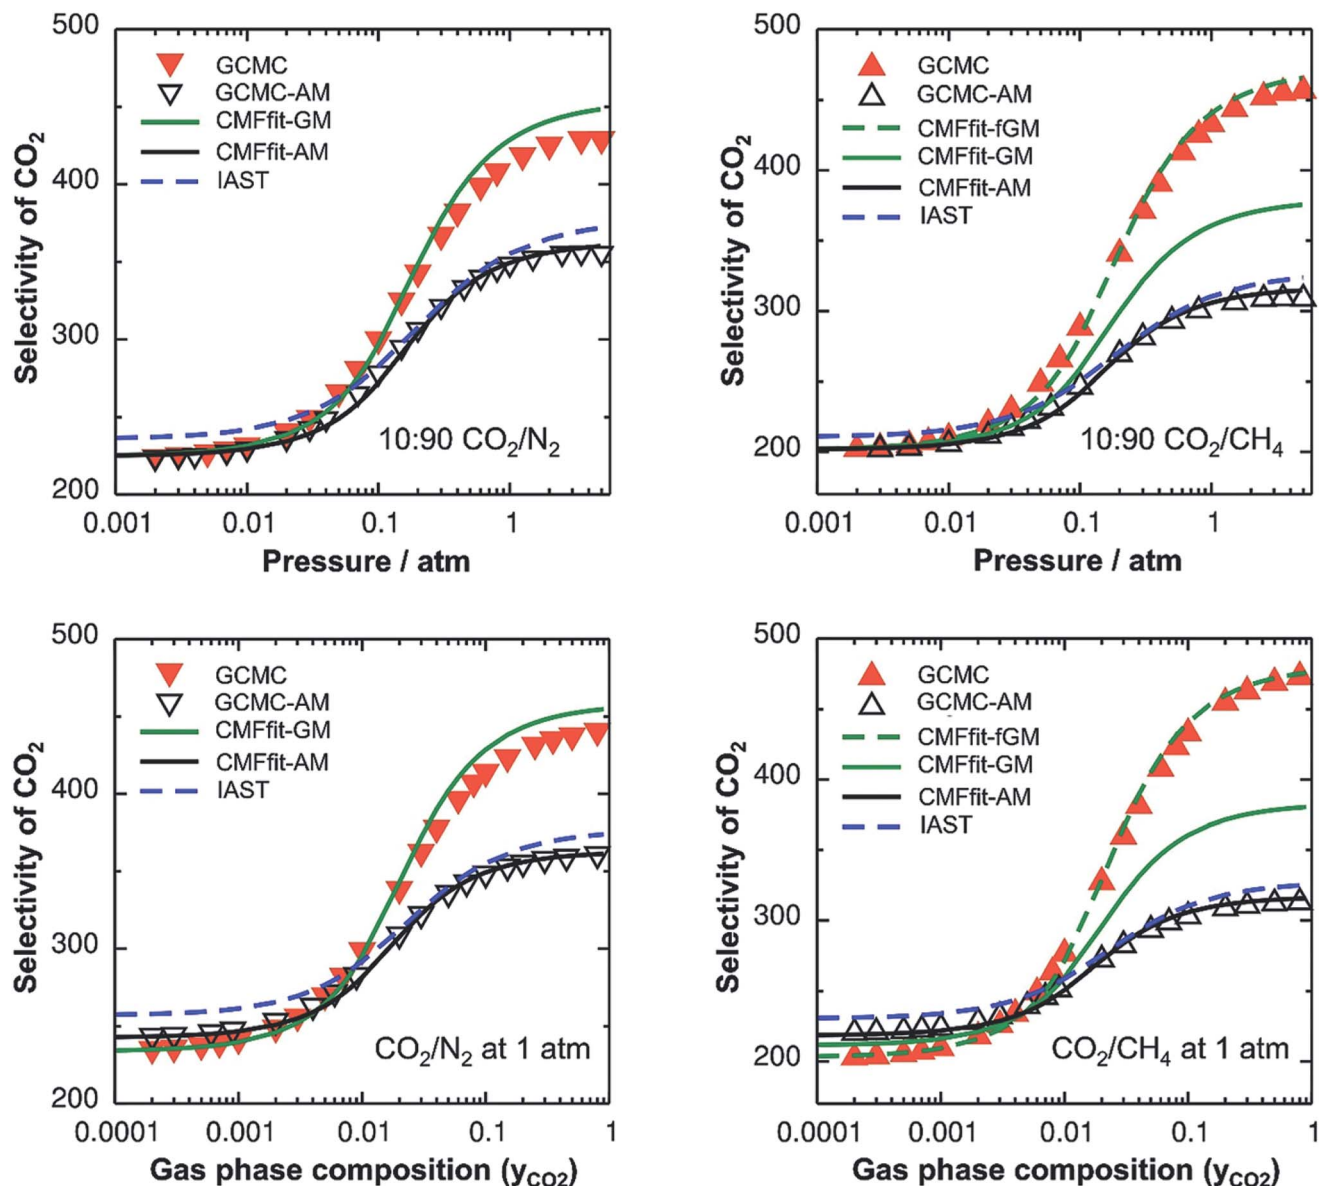 500
400
300
200
Selectivity of CO₂
GCMC
GCMC-AM
CMFfit-GM
CMFfit-AM
IAST
10:90 CO₂/N₂
0.001 0.01 0.1 1
Pressure / atm
500
400
300
200
Selectivity of CO₂
GCMC
GCMC-AM
CMFfit-fGM
CMFfit-GM
CMFfit-AM
IAST
10:90 CO₂/CH₄
0.001 0.01 0.1 1
Pressure / atm
500
400
300
200
Selectivity of CO₂
GCMC
GCMC-AM
CMFfit-GM
CMFfit-AM
IAST
CO₂/N₂ at 1 atm
0.0001 0.001 0.01 0.1 1
Gas phase composition (y_CO2)
500
400
300
200
Selectivity of CO₂
GCMC
GCMC-AM
CMFfit-fGM
CMFfit-GM
CMFfit-AM
IAST
CO₂/CH₄ at 1 atm
0.0001 0.001 0.01 0.1 1
Gas phase composition (y_CO2)